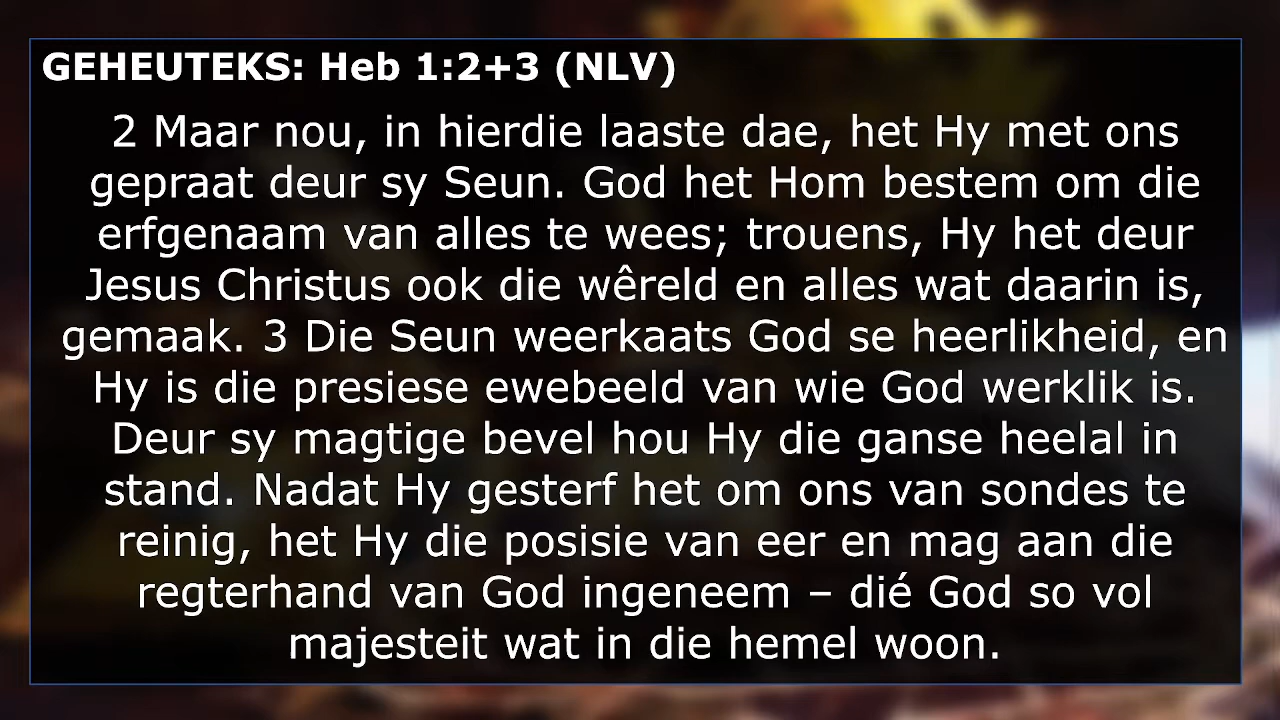 GEHEUTEKS: Heb 1:2+3 (NLV)
2 Maar nou, in hierdie laaste dae, het Hy met ons
gepraat deur sy Seun. God het Hom bestem om die
erfgenaam van alles te wees; trouens, Hy het deur
Jesus Christus ook die wêreld en alles wat daarin is,
gemaak. 3 Die Seun weerkaats God se heerlikheid, en
Hy is die presiese ewebeeld van wie God werklik is.
Deur sy magtige bevel hou Hy die ganse heelal in
stand. Nadat Hy gesterf het om ons van sondes te
reinig, het Hy die posisie van eer en mag aan die
regterhand van God ingeneem – dié God so vol
majesteit wat in die hemel woon.